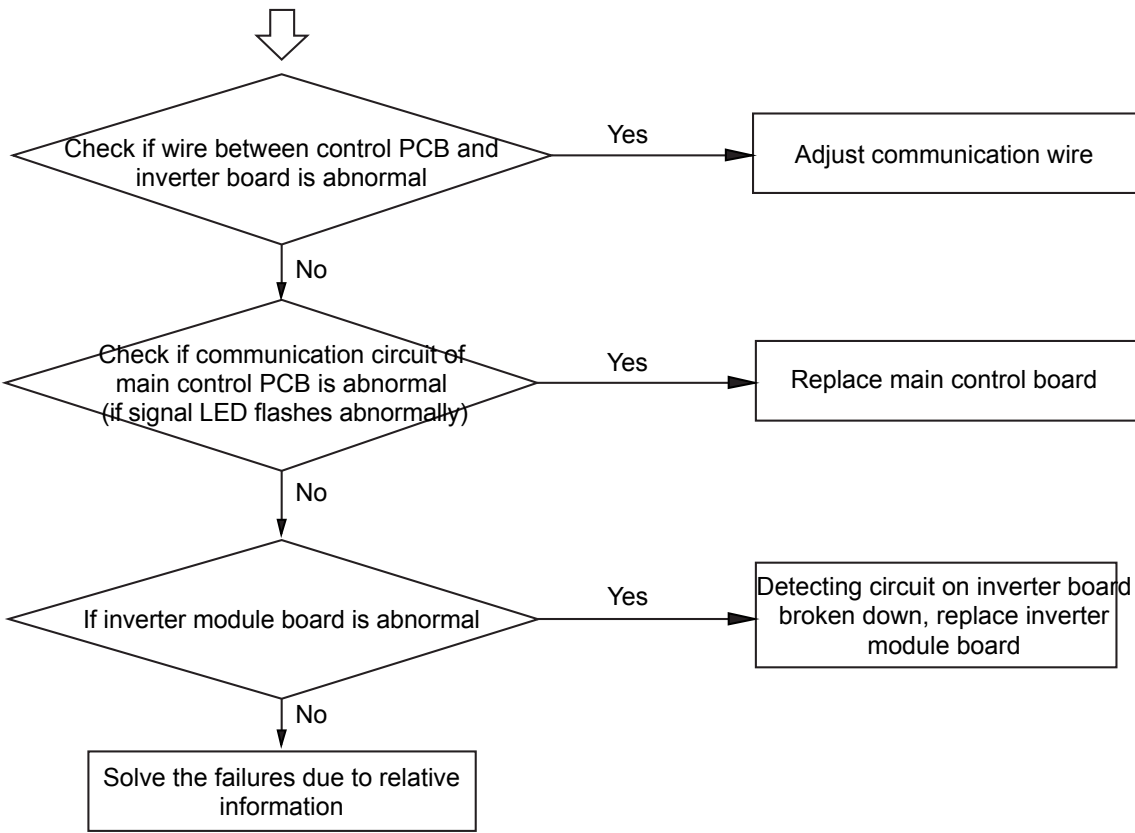 Check if wire between control PCB and
inverter board is abnormal
Yes
Adjust communication wire
No
Check if communication circuit of
main control PCB is abnormal
(if signal LED flashes abnormally)
Yes
Replace main control board
No
If inverter module board is abnormal
Yes
Detecting circuit on inverter board
broken down, replace inverter
module board
No
Solve the failures due to relative
information